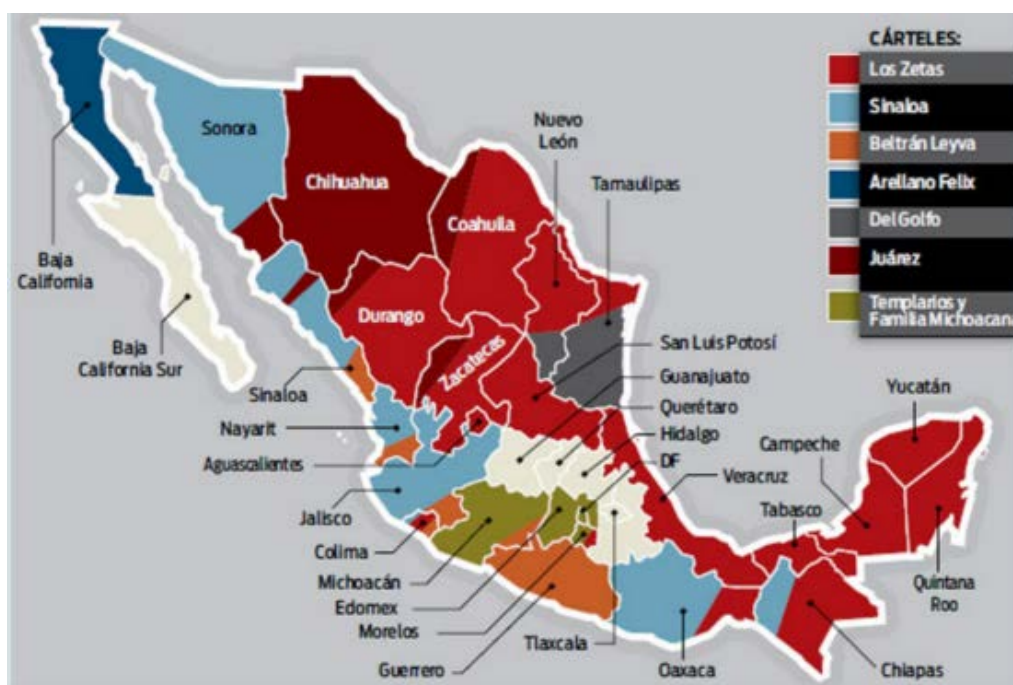 CÁRTELES:
Los Zetas
Sinaloa
Beltrán Leyva
Arellano Felix
Del Golfo
Juárez
Templarios y
Familia Michoacana
Sonora
Chihuahua
Coahuila
Nuevo
León
Tamaulipas
Durango
Zacatecas
Baja
California
Baja
California Sur
Sinaloa
Nayarit
Aguascalientes
Jalisco
Colima
Michoacán
Edomex
Morelos
Guerrero
San Luis Potosí
Guanajuato
Querétaro
Hidalgo
DF
Veracruz
Tlaxcala
Oaxaca
Yucatán
Campeche
Tabasco
Quintana
Roo
Chiapas